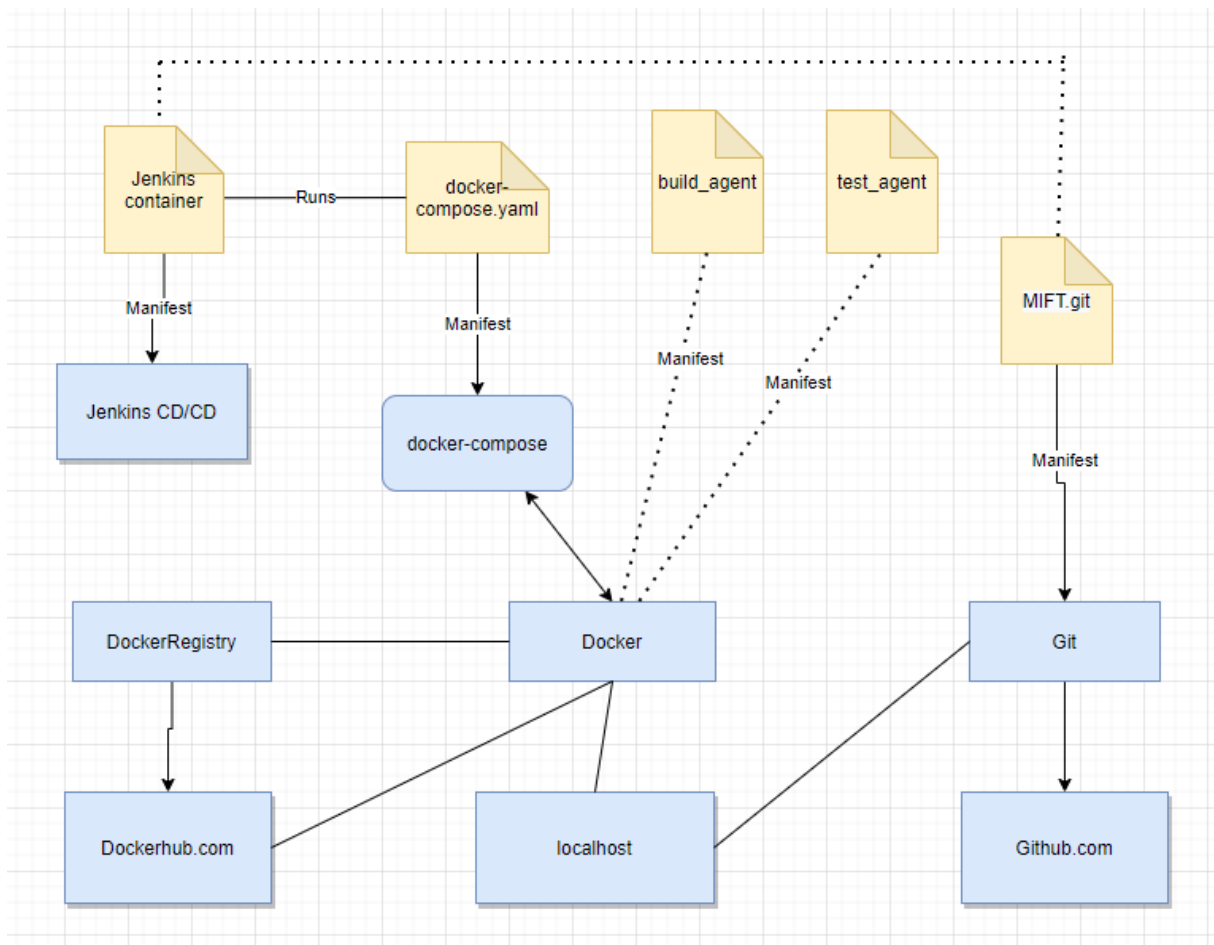 Jenkins
container
Runs
docker-
compose.yaml
build_agent
test_agent
MIFT.git
Manifest
Manifest
Manifest
Manifest
Manifest
Jenkins CD/CD
docker-compose
DockerRegistry
Docker
Git
Dockerhub.com
localhost
Github.com